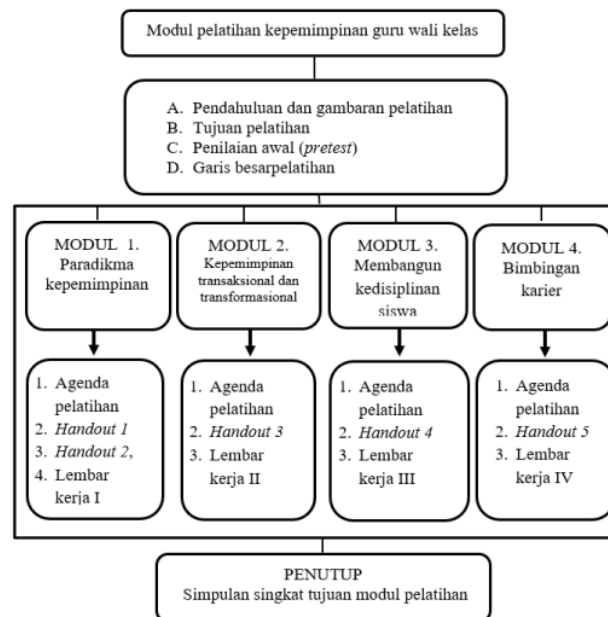 Modul pelatihan kepemimpinan guru wali kelas
A. Pendahuluan dan gambaran pelatihan
B. Tujuan pelatihan
C. Penilaian awal (pretest)
D. Garis besarpelatihan
MODUL 1.
Paradikma
kepemimpinan
MODUL 2.
Kepemimpinan
transaksional dan
transformasional
MODUL 3.
Membangun
kedisiplinan
siswa
MODUL 4.
Bimbingan
karier
1. Agenda
pelatihan
2. Handout 1
3. Handout 2,
4. Lembar
kerja I
1. Agenda
pelatihan
2. Handout 3
3. Lembar
kerja II
1. Agenda
pelatihan
2. Handout 4
3. Lembar
kerja III
1. Agenda
pelatihan
2. Handout 5
3. Lembar
kerja IV
PENUTUP
Simpulan singkat tujuan modul pelatihan